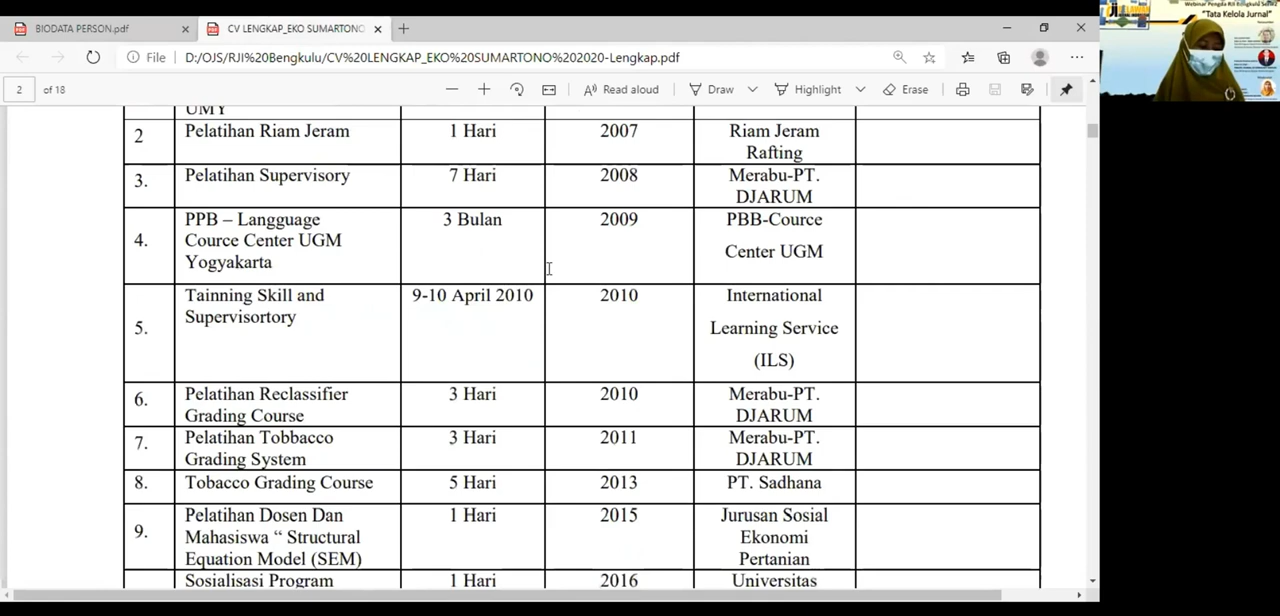 BIODATA PERSON.pdf
CV LENGKAP_EKO SUMARTONO
File
D:/OJS/RJI%20Bengkulu/CV%20LENGKAP_EKO%20SUMARTONO%202020-Lengkap.pdf
2 of 18
Read aloud
Draw
Highlight
Erase
Webinar Pengda RJI Bengkulu
"Tata Kelola Jurnal"
UMY
2 Pelatihan Riam Jeram 1 Hari 2007 Riam Jeram
Rafting
3. Pelatihan Supervisory 7 Hari 2008 Merabu-PT.
DJARUM
4. PPB – Langguage
Cource Center UGM
Yogyakarta
3 Bulan 2009 PBB-Cource
Center UGM
5. Tainning Skill and
Supervisortory
9-10 April 2010 2010 International
Learning Service
(ILS)
6. Pelatihan Reclassifier
Grading Course
3 Hari 2010 Merabu-PT.
DJARUM
7. Pelatihan Tobbacco
Grading System
3 Hari 2011 Merabu-PT.
DJARUM
8. Tobacco Grading Course 5 Hari 2013 PT. Sadhana
9. Pelatihan Dosen Dan
Mahasiswa “ Structural
Equation Model (SEM)
1 Hari 2015 Jurusan Sosial
Ekonomi
Pertanian
Sosialisasi Program 1 Hari 2016 Universitas